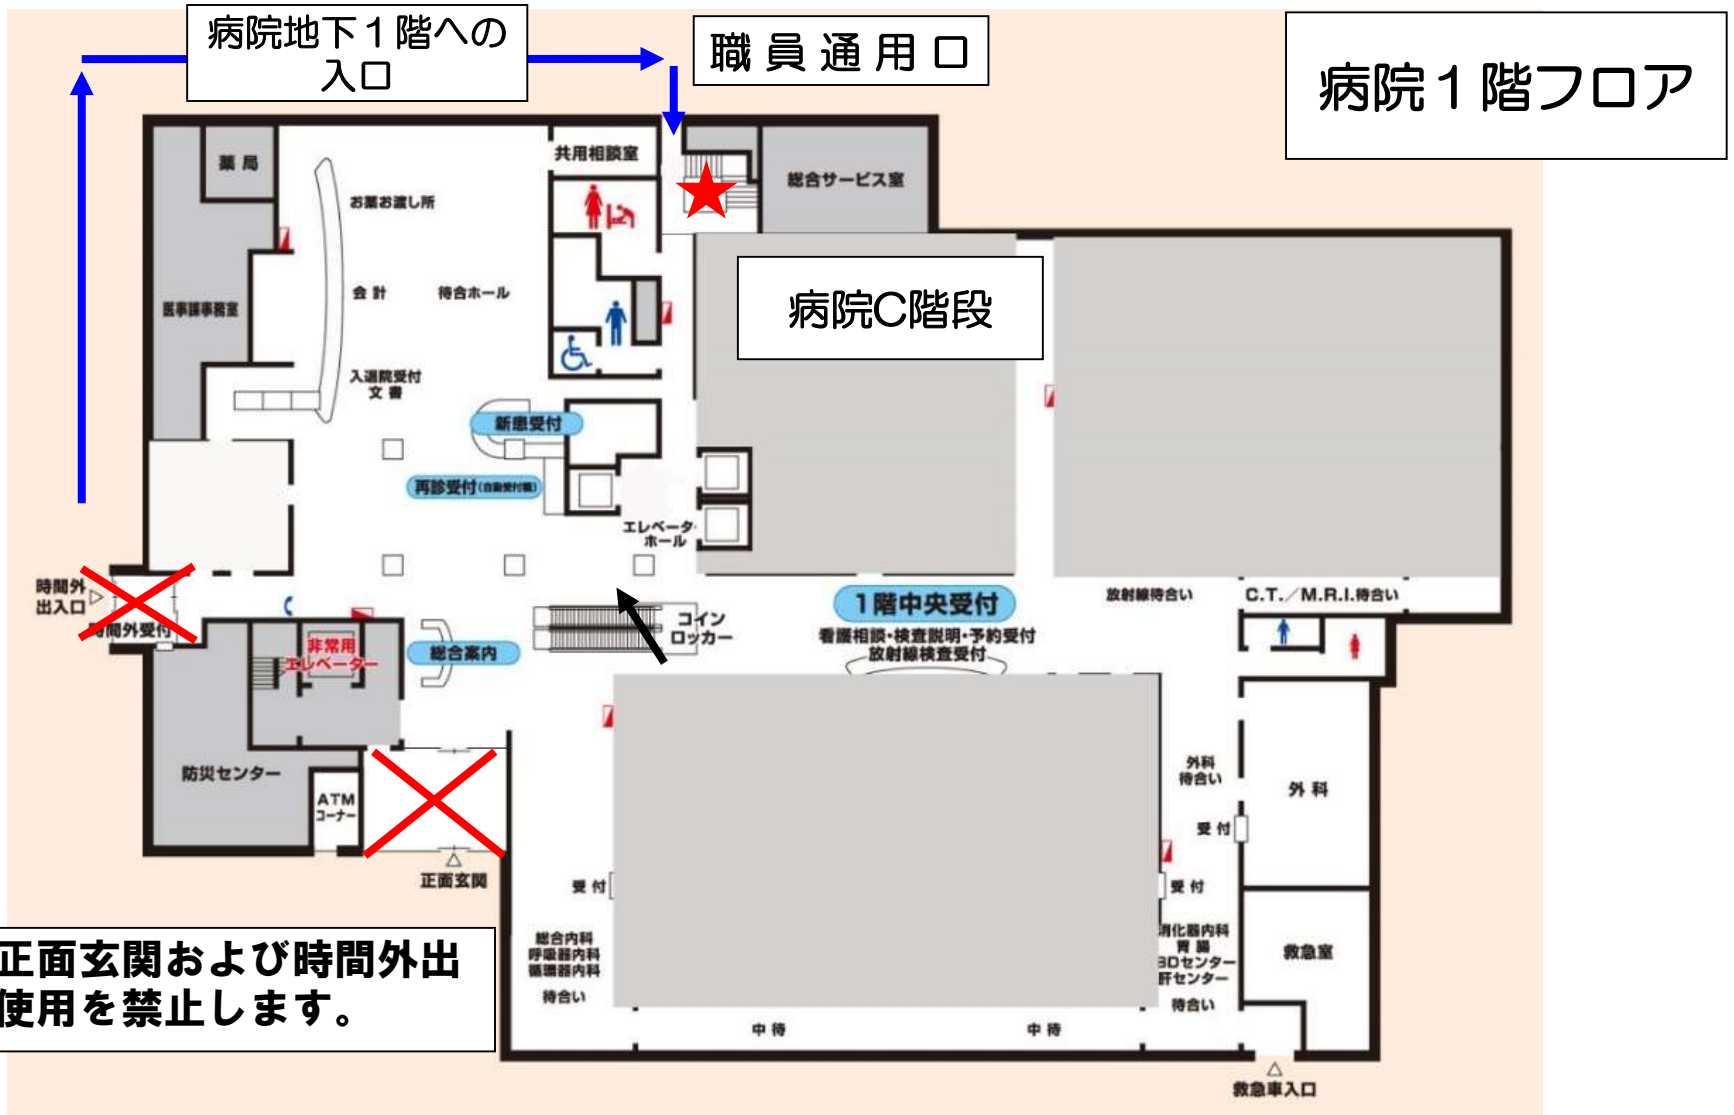 病院地下１階への
入口
職員通用口
病院１階フロア
薬局
共用相談室
総合サービス室
お薬お渡し所
医事課事務室
会計
待合ホール
病院C階段
入退院受付
文書
新患受付
再診受付(自動受付機)
エレベータ
ホール
時間外
出入口
時間外受付
非常用
エレベーター
総合案内
コイン
ロッカー
1階中央受付
看護相談・検査説明・予約受付
放射線検査受付
放射線待合い
C.T./M.R.I.待合い
防災センター
ATM
コーナー
正面玄関
外科
待合い
外科
受付
受付
受付
総合内科
呼吸器内科
循環器内科
待合い
消化器内科
胃腸
IBDセンター
肝センター
待合い
救急室
中待
中待
救急車入口
正面玄関および時間外出
使用を禁止します。